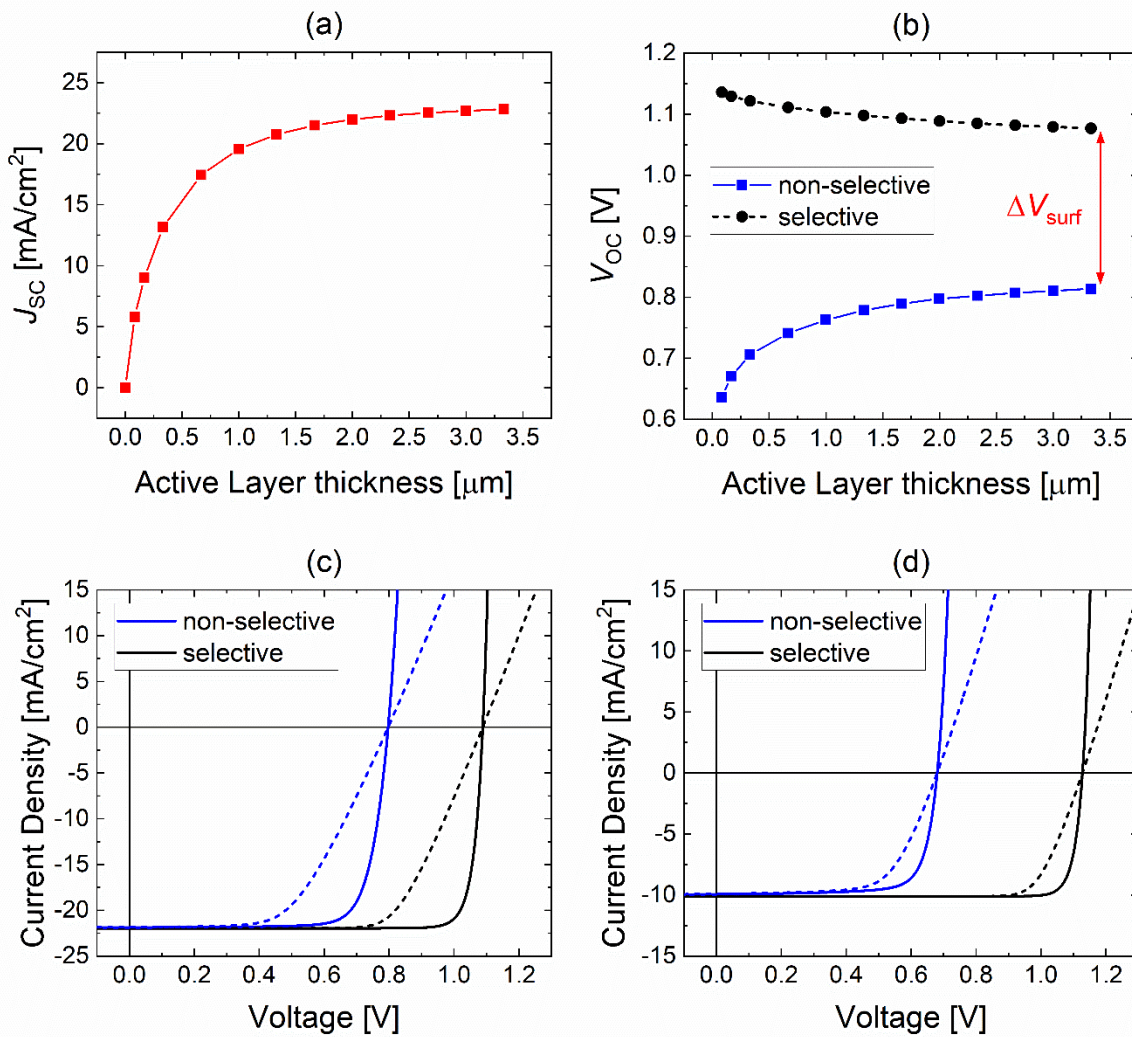 (a)
25
20
15
10
5
0
J_SC [mA/cm²]
0.0 0.5 1.0 1.5 2.0 2.5 3.0 3.5
Active Layer thickness [μm]
(b)
1.2
1.1
1.0
0.9
0.8
0.7
0.6
V_OC [V]
non-selective
selective
ΔV_surf
0.0 0.5 1.0 1.5 2.0 2.5 3.0 3.5
Active Layer thickness [μm]
(c)
15
10
5
0
-5
-10
-15
-20
-25
Current Density [mA/cm²]
non-selective
selective
0.0 0.2 0.4 0.6 0.8 1.0 1.2
Voltage [V]
(d)
15
10
5
0
-5
-10
-15
Current Density [mA/cm²]
non-selective
selective
0.0 0.2 0.4 0.6 0.8 1.0 1.2
Voltage [V]